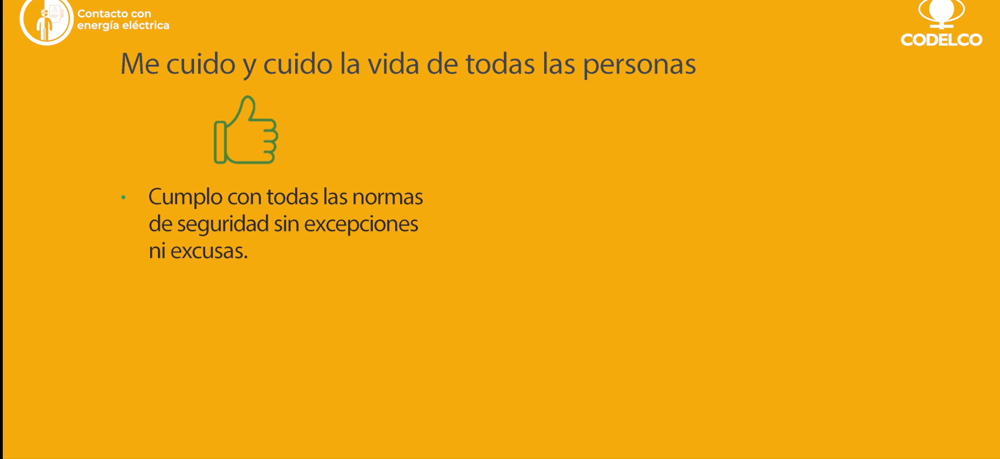 Contacto con
energía eléctrica
CODELCO
Me cuido y cuido la vida de todas las personas
• Cumplo con todas las normas
de seguridad sin excepciones
ni excusas.